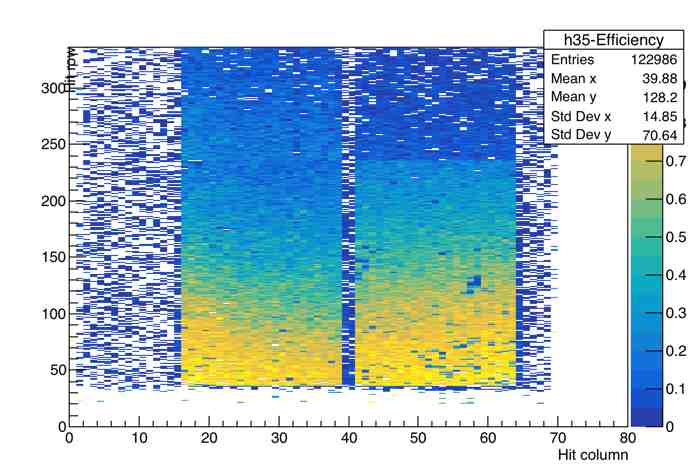 h35-Efficiency
Entries 122986
Mean x 39.88
Mean y 128.2
Std Dev x 14.85
Std Dev y 70.64
Hit row
300
250
200
150
100
50
0
0 10 20 30 40 50 60 70 80
Hit column
0.7
0.6
0.5
0.4
0.3
0.2
0.1
0